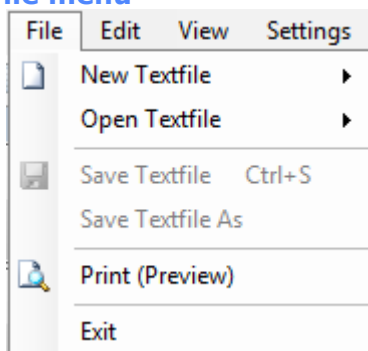 File Edit View Settings
New Textfile
Open Textfile
Save Textfile Ctrl+S
Save Textfile As
Print (Preview)
Exit